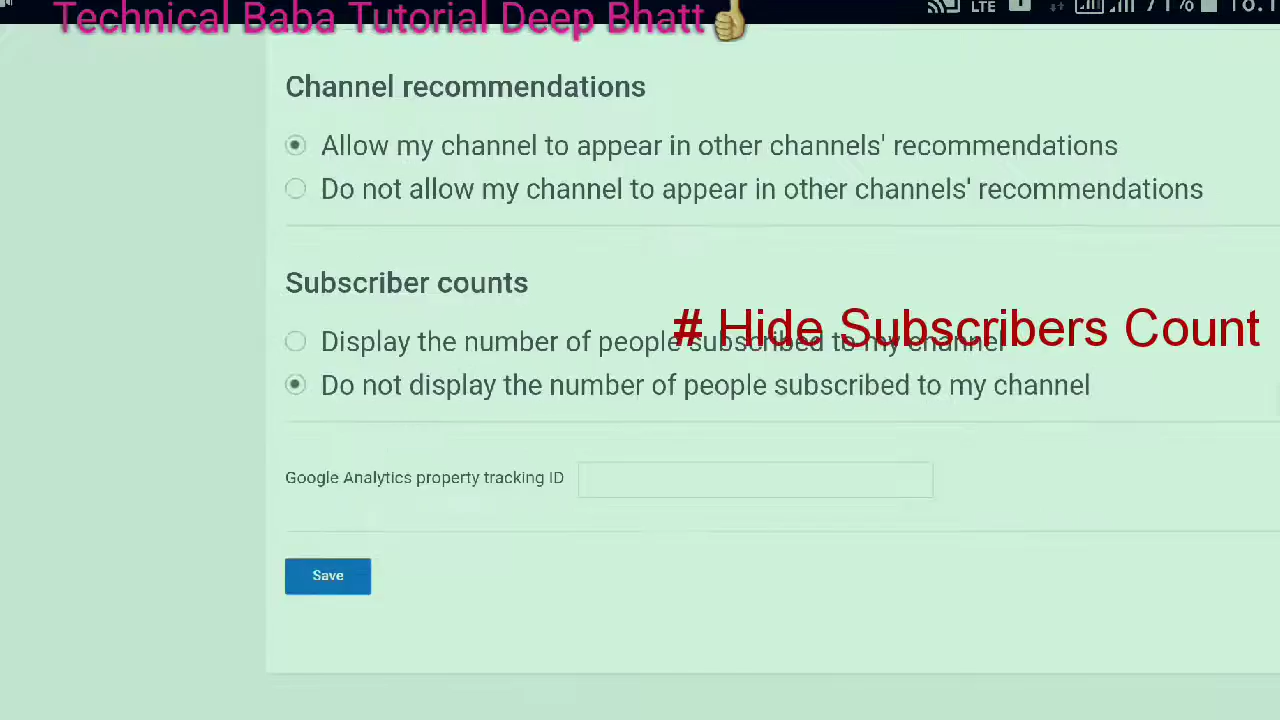 Technical Baba Tutorial Deep Bhatt
LTE
71%
Channel recommendations
Allow my channel to appear in other channels' recommendations
Do not allow my channel to appear in other channels' recommendations
Subscriber counts
# Hide Subscribers Count
Display the number of people subscribed to my channel
Do not display the number of people subscribed to my channel
Google Analytics property tracking ID
Save